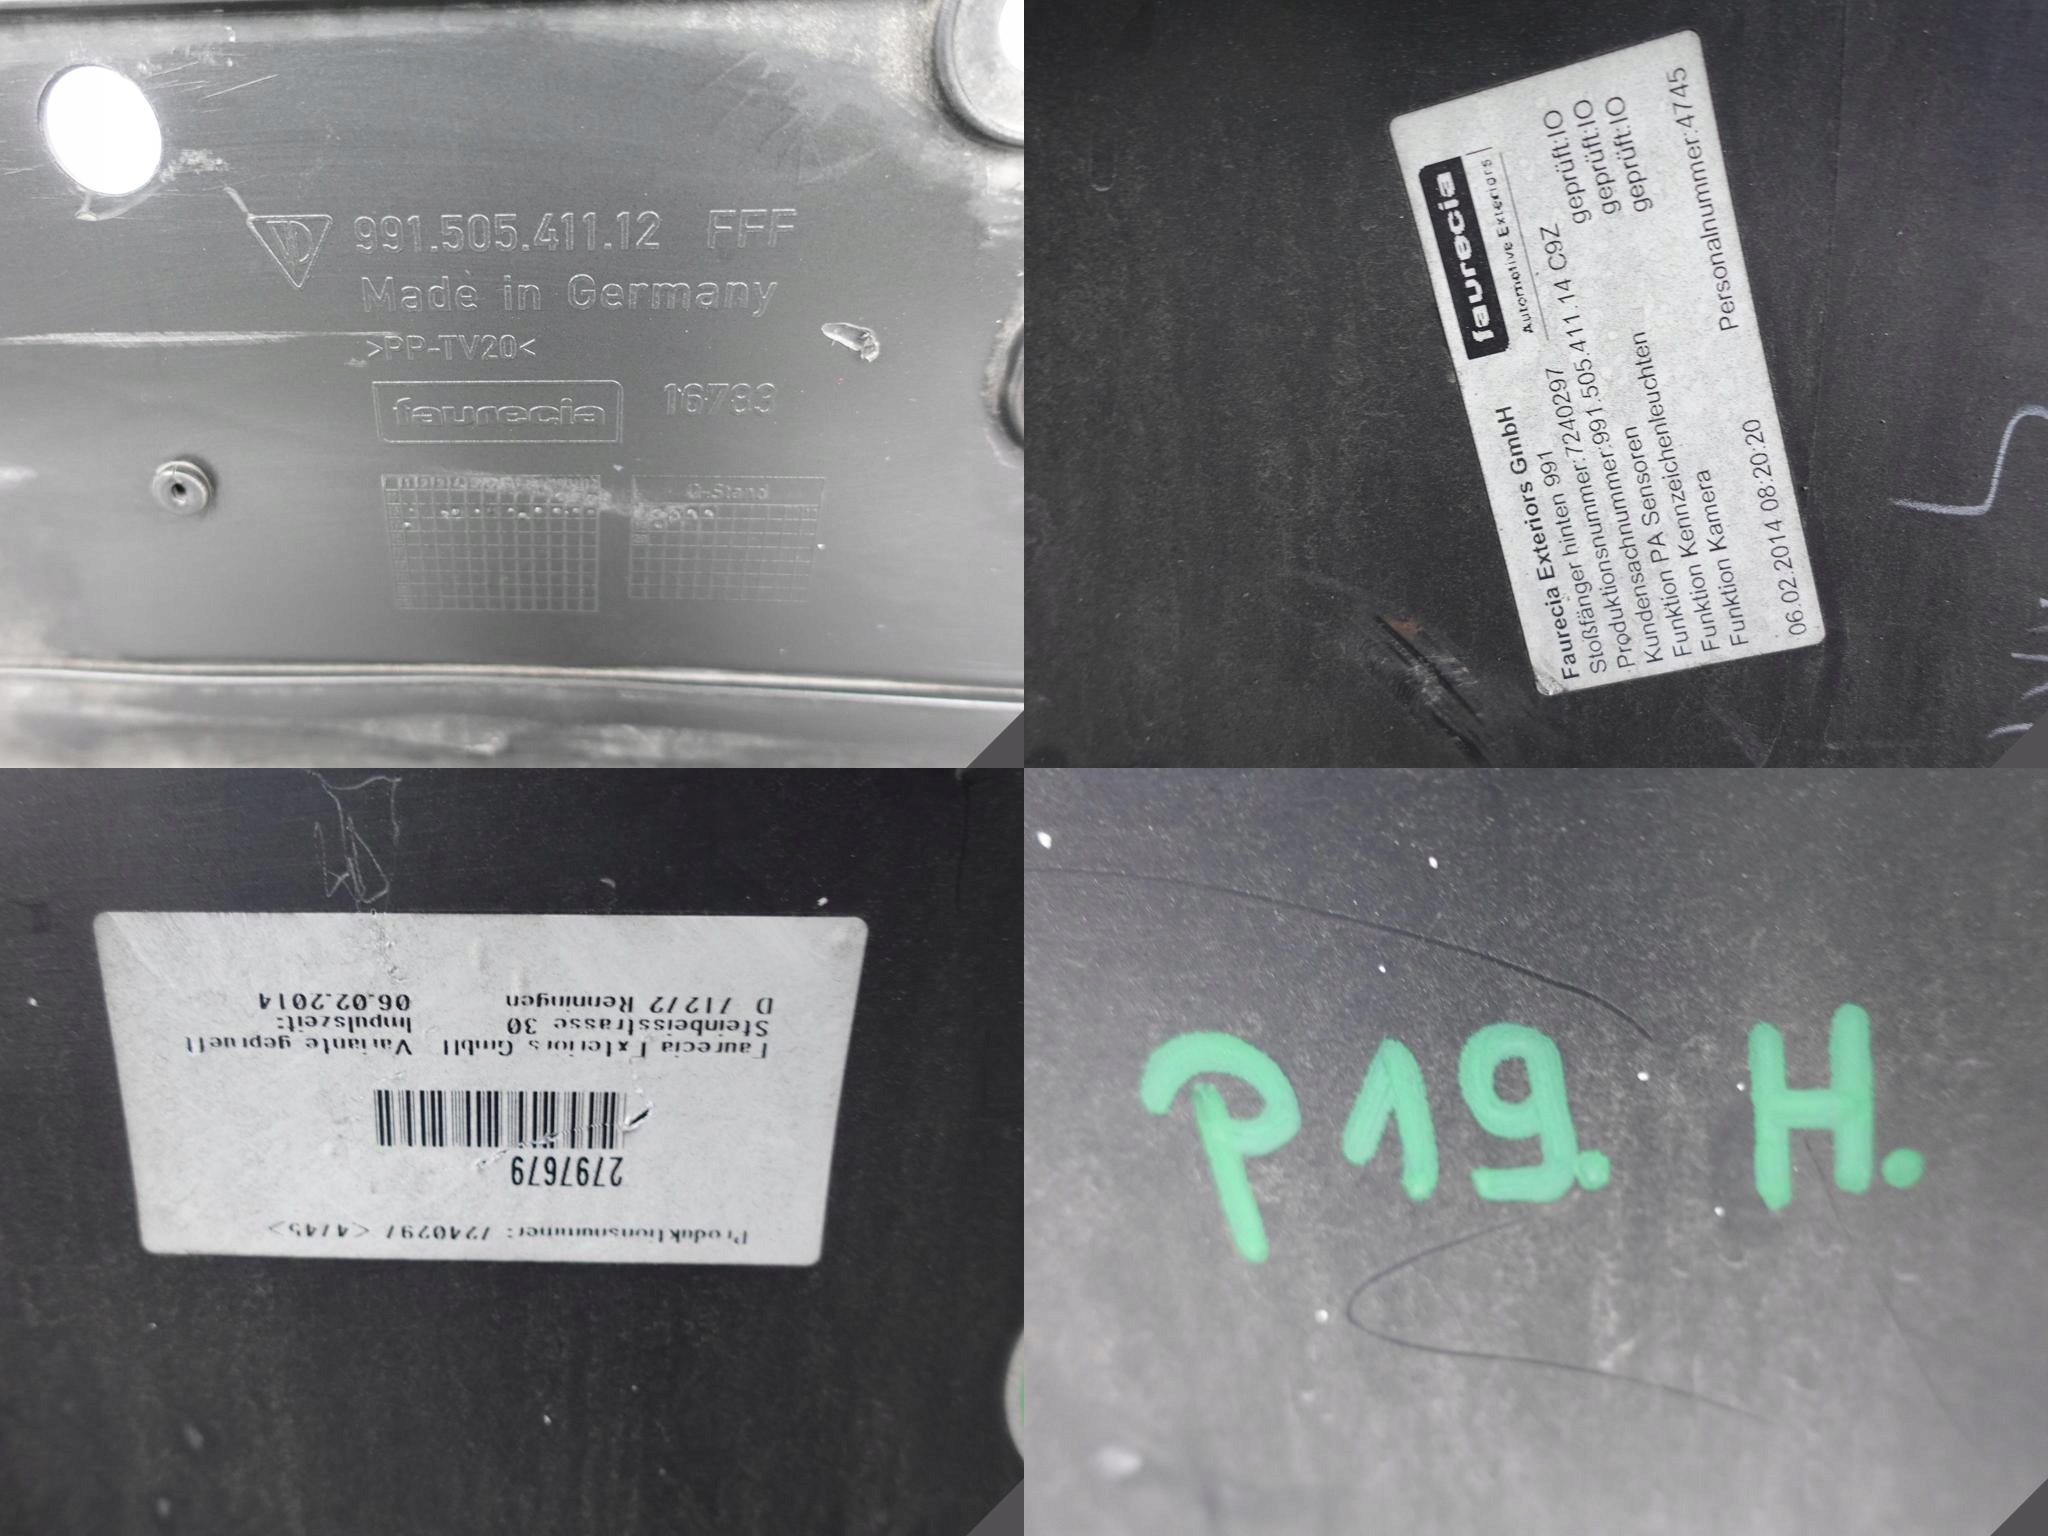 991.505.411.12 FFF
Made in Germany
>PP-TV20<
faurecia 16783
Q-Stand
faurecia
Automotive Exteriors
Faurecia Exteriors GmbH
Stoßfänger hinten 991
Produktionsnummer:7240297
Kundensachnummer:991.505.411.14 C9Z
Funktion PA Sensoren geprüft:IO
Funktion Kennzeichenleuchten geprüft:IO
Funktion Kamera geprüft:IO
06.02.2014 08:20:20 Personalnummer:4745
Produktionsnummer: 7240297 <4745>
2797679
Faurecia Exteriors GmbH Variante geprueft
Steinbeisstrasse 30 Impulszeit:
D 71272 Renningen 06.02.2014